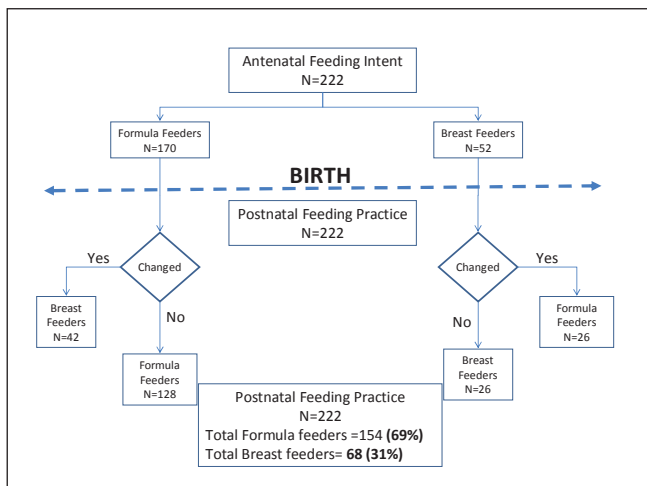 Antenatal Feeding Intent
N=222
Formula Feeders
N=170
Breast Feeders
N=52
BIRTH
Postnatal Feeding Practice
N=222
Yes
Changed
Changed
Yes
Breast
Feeders
N=42
No
No
Formula
Feeders
N=26
Formula
Feeders
N=128
Breast
Feeders
N=26
Postnatal Feeding Practice
N=222
Total Formula feeders =154 (69%)
Total Breast feeders= 68 (31%)